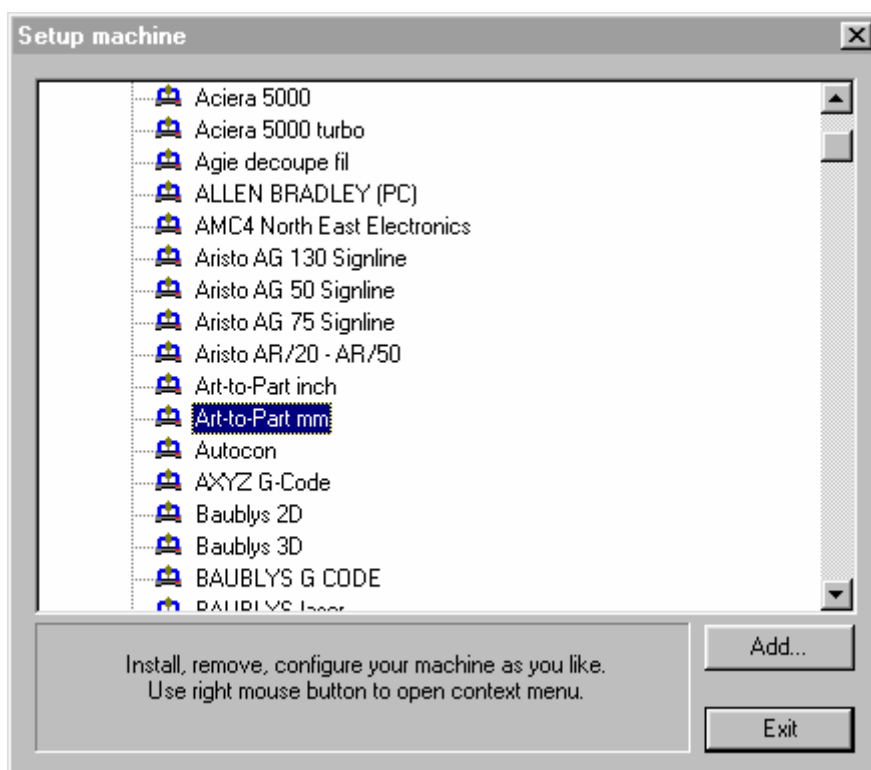 Setup machine
Aciera 5000
Aciera 5000 turbo
Agie decoupe fil
ALLEN BRADLEY (PC)
AMC4 North East Electronics
Aristo AG 130 Signline
Aristo AG 50 Signline
Aristo AG 75 Signline
Aristo AR/20 - AR/50
Art-to-Part inch
Art-to-Part mm
Autocon
AXYZ G-Code
Baublys 2D
Baublys 3D
BAUBLYS G CODE
BAUBLYS laser
Install, remove, configure your machine as you like.
Use right mouse button to open context menu.
Add...
Exit